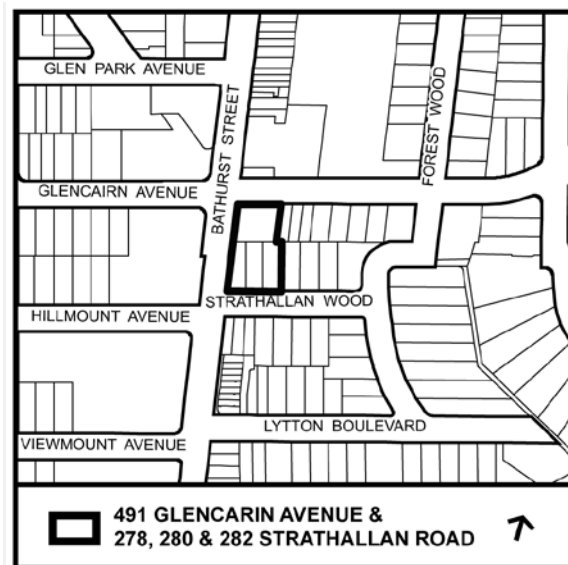 GLEN PARK AVENUE
BATHURST STREET
FOREST WOOD
GLENCAIRN AVENUE
STRATHALLAN WOOD
HILLMOUNT AVENUE
LYTTON BOULEVARD
VIEWMOUNT AVENUE
491 GLENCARIN AVENUE &
278, 280 & 282 STRATHALLAN ROAD